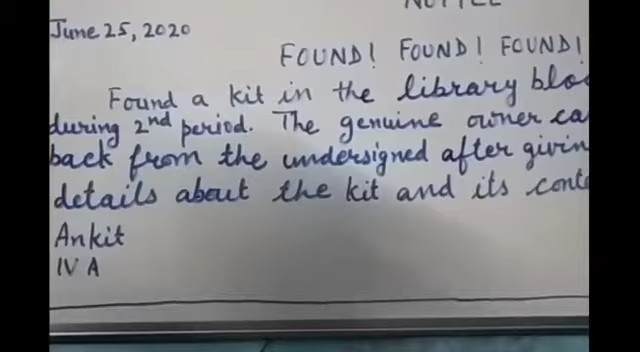 NOTICE
June 25, 2020
FOUND! FOUND! FOUND!
Found a kit in the library
during 2nd period. The genuine owner
back from the undersigned after
details about the kit and its
Ankit
IV A